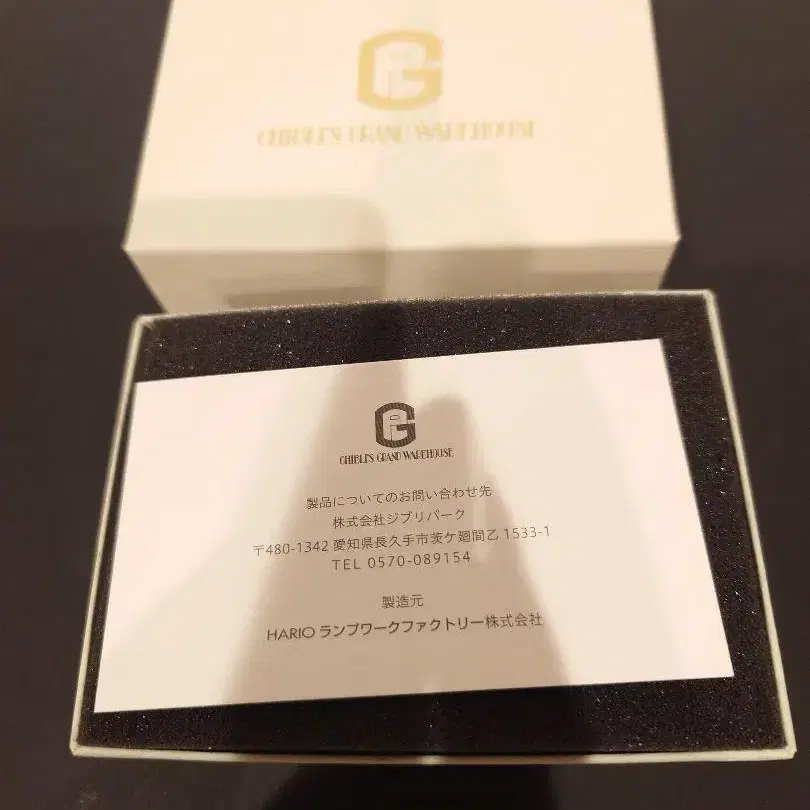 GHIBLI'S GRAND WAREHOUSE
GHIBLI'S GRAND WAREHOUSE
製品についてのお問い合わせ先
株式会社ジブリパーク
〒480-1342 愛知県長久手市茨ケ廻間乙 1533-1
TEL 0570-089154
製造元
HARIO ランプワークファクトリー株式会社